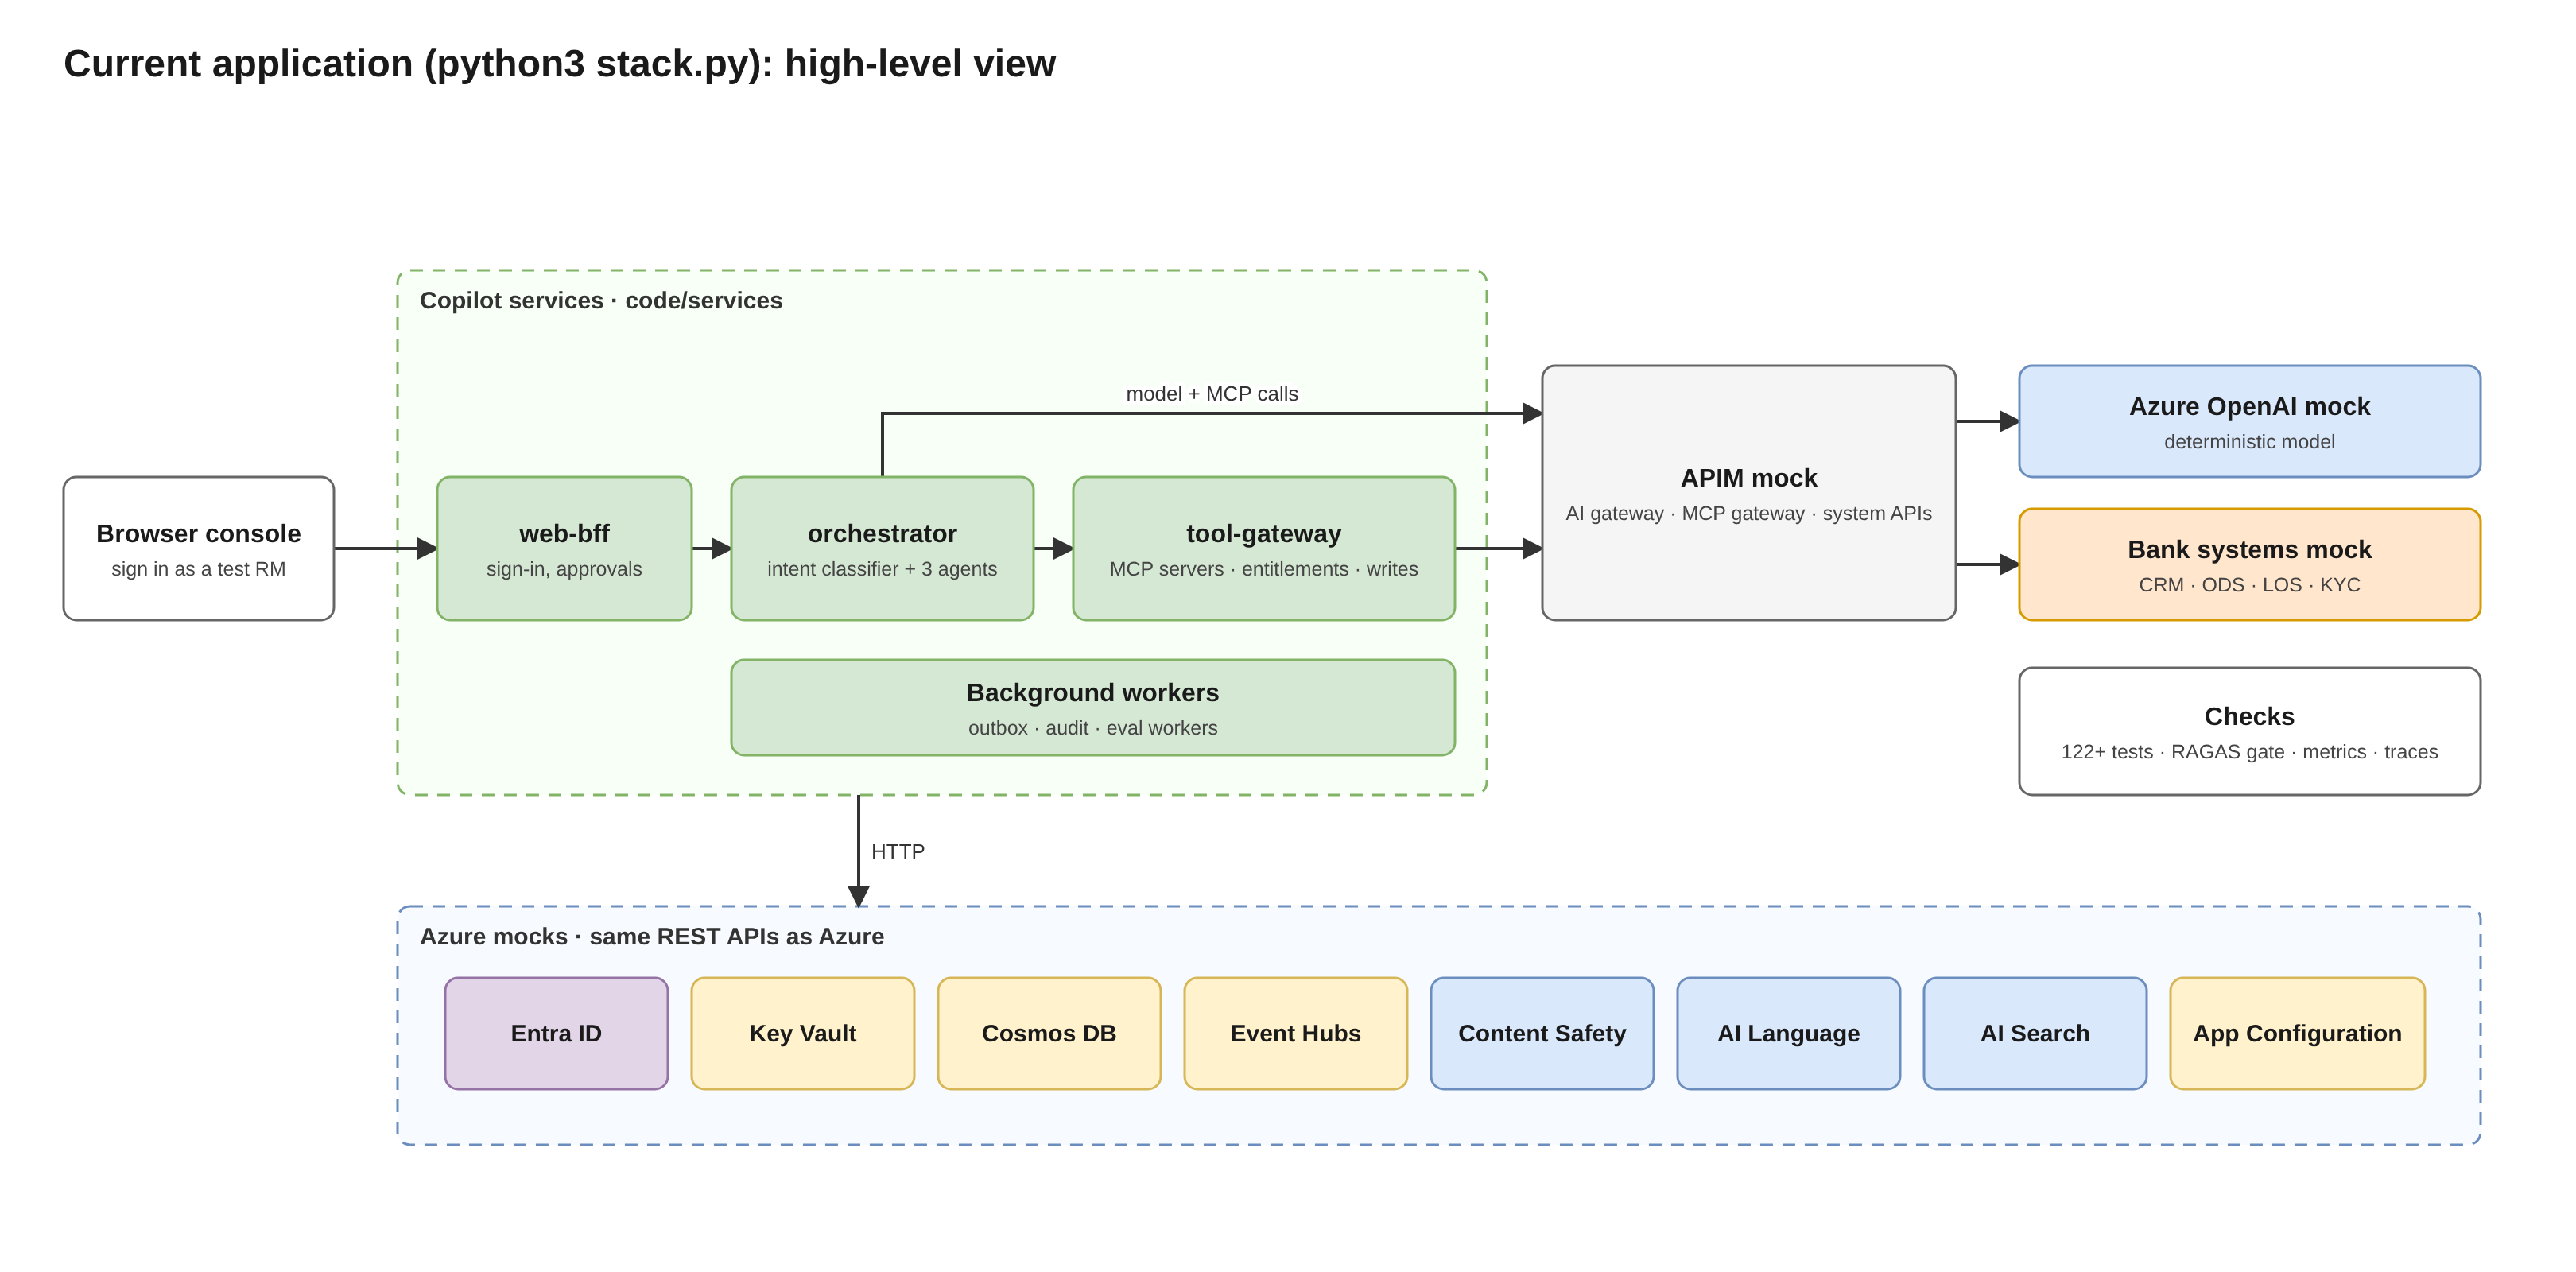 Current application (python3 stack.py): high-level view
Copilot services · code/services
model + MCP calls
Browser console
sign in as a test RM
web-bff
sign-in, approvals
orchestrator
intent classifier + 3 agents
tool-gateway
MCP servers · entitlements · writes
Background workers
outbox · audit · eval workers
APIM mock
AI gateway · MCP gateway · system APIs
Azure OpenAI mock
deterministic model
Bank systems mock
CRM · ODS · LOS · KYC
Checks
122+ tests · RAGAS gate · metrics · traces
HTTP
Azure mocks · same REST APIs as Azure
Entra ID
Key Vault
Cosmos DB
Event Hubs
Content Safety
AI Language
AI Search
App Configuration